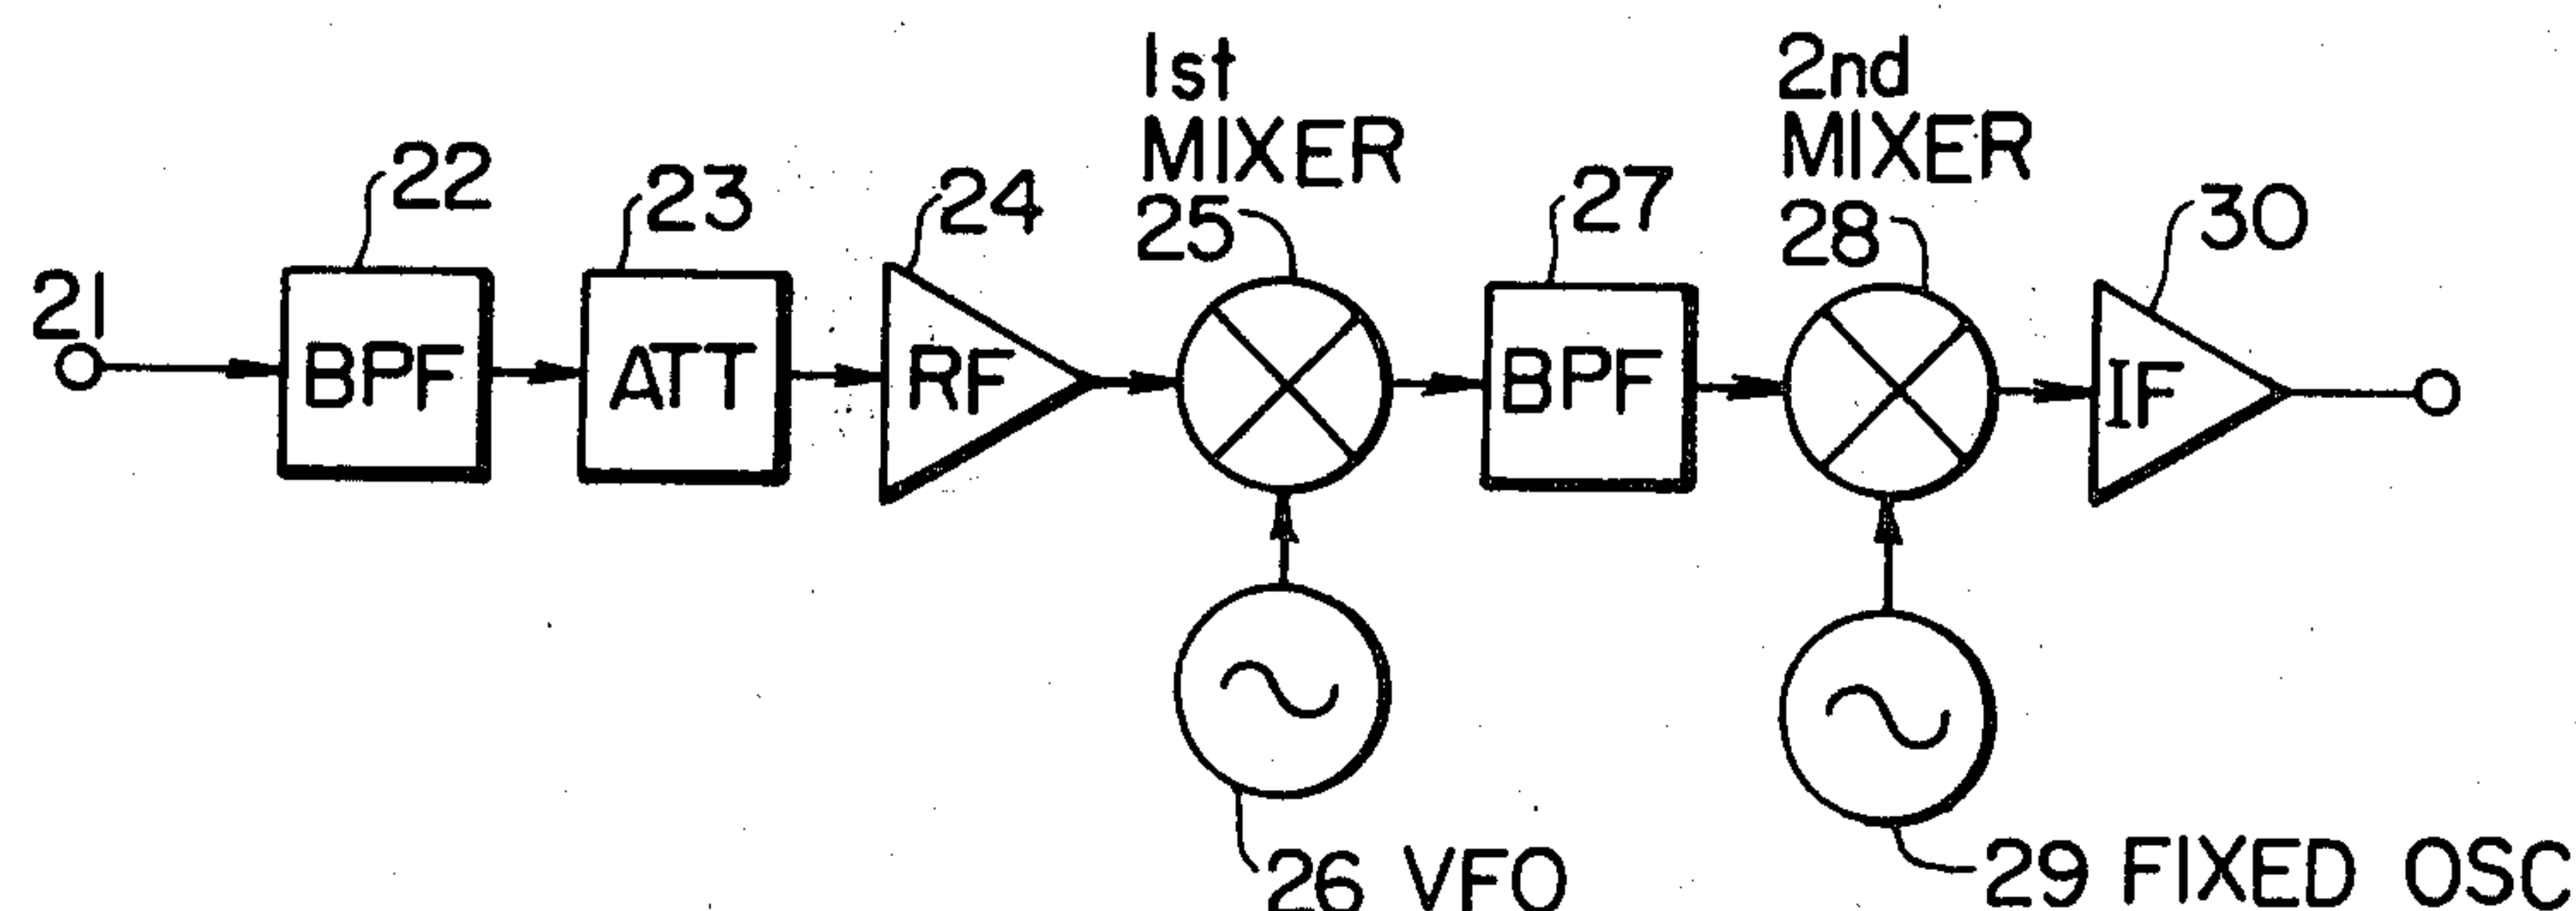 1st
MIXER
25
2nd
MIXER
28
22
23
24
27
30
21
BPF
ATT
RF
BPF
IF
26 VFO
29 FIXED OSC